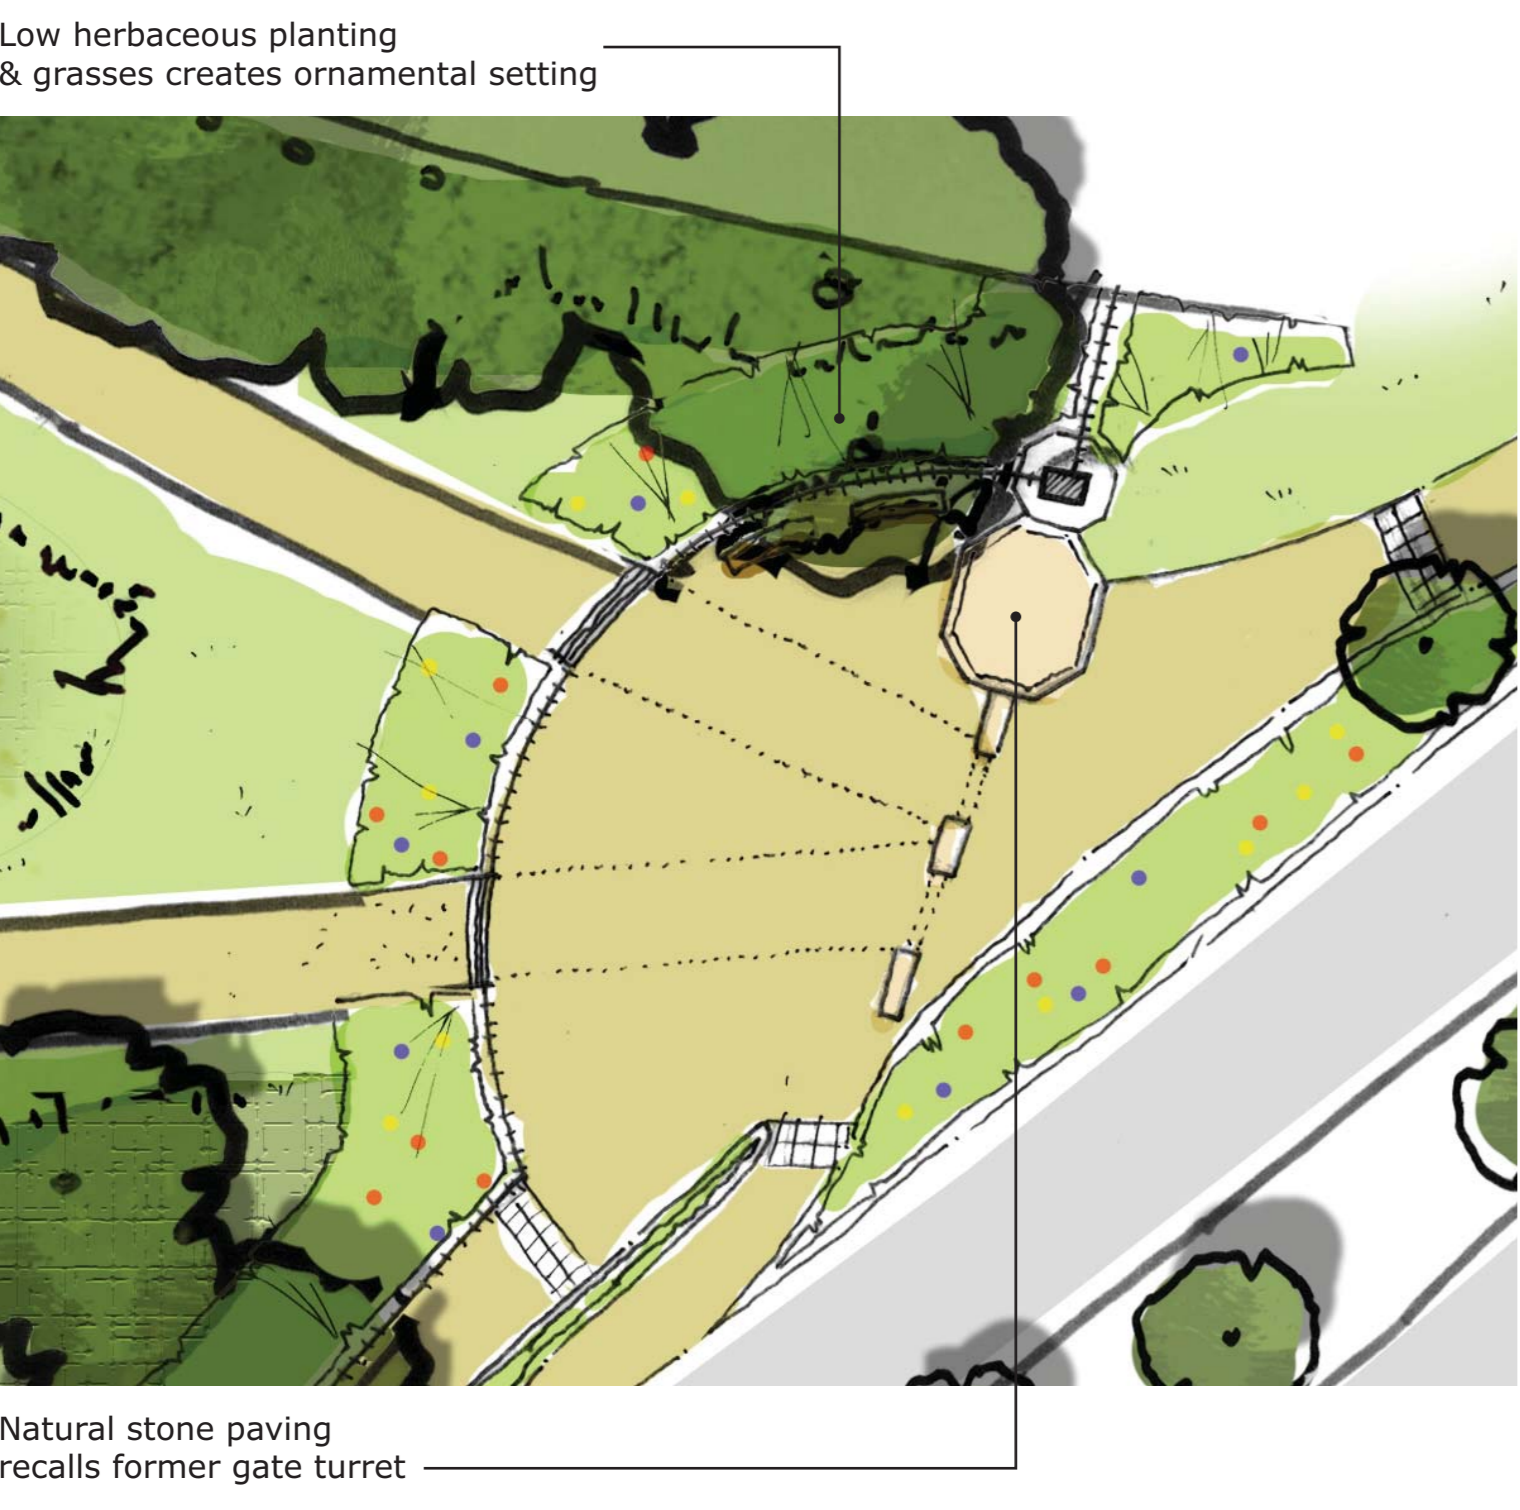 Low herbaceous planting
& grasses creates ornamental setting
Natural stone paving
recalls former gate turret